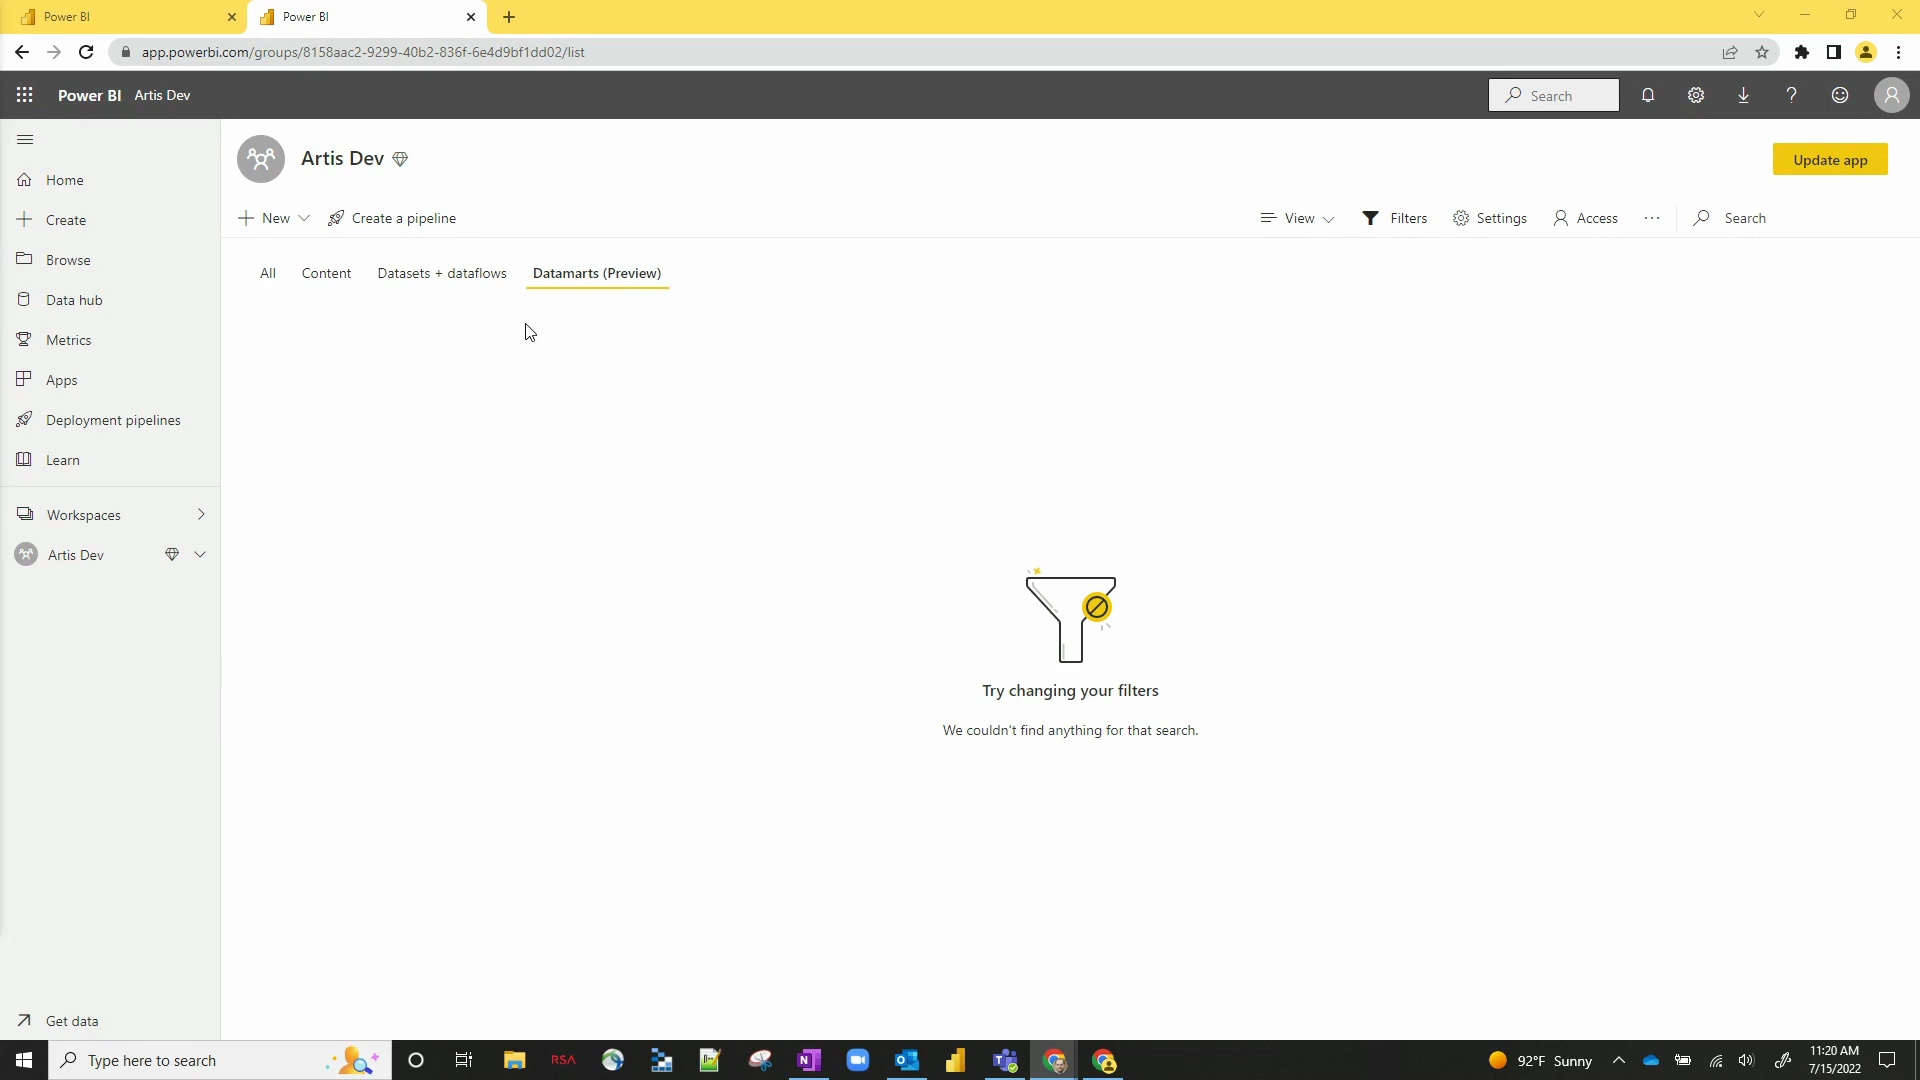 Power BI
Power BI
app.powerbi.com/groups/8158aac2-9299-40b2-836f-6e4d9bf1dd02/list
Power BI Artis Dev
Search
Artis Dev
Update app
Home
Create
Browse
Data hub
Metrics
Apps
Deployment pipelines
Learn
Workspaces
Artis Dev
Get data
New
Create a pipeline
View
Filters
Settings
Access
Search
All
Content
Datasets + dataflows
Datamarts (Preview)
Try changing your filters
We couldn't find anything for that search.
Type here to search
RSA
92°F Sunny
11:20 AM
7/15/2022